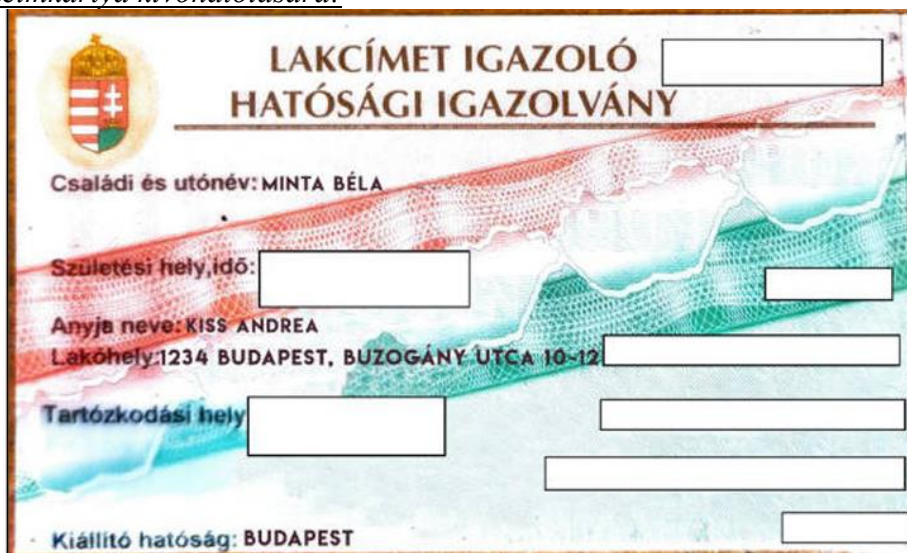 LAKCÍMET IGAZOLÓ
HATÓSÁGI IGAZOLVÁNY
Családi és utónév: MINTA BÉLA
Születési hely,idő:
Anyja neve: KISS ANDREA
Lakóhely:1234 BUDAPEST, BUZOGÁNY UTCA 10-12
Tartózkodási hely
Kiállító hatóság: BUDAPEST